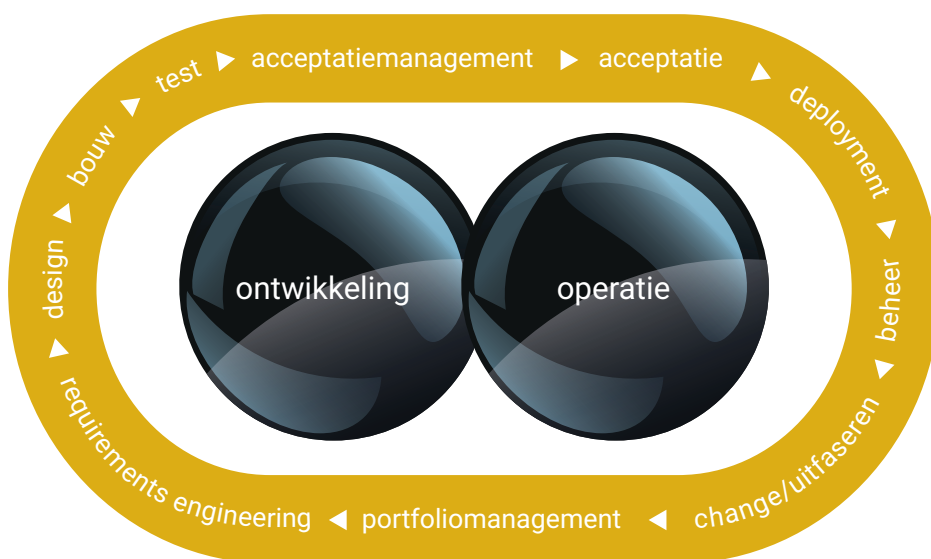 test
acceptatiemanagement
acceptatie
deployment
beheer
change/uitfaseren
portfoliomanagement
requirements engineering
design
bouw
ontwikkeling
operatie